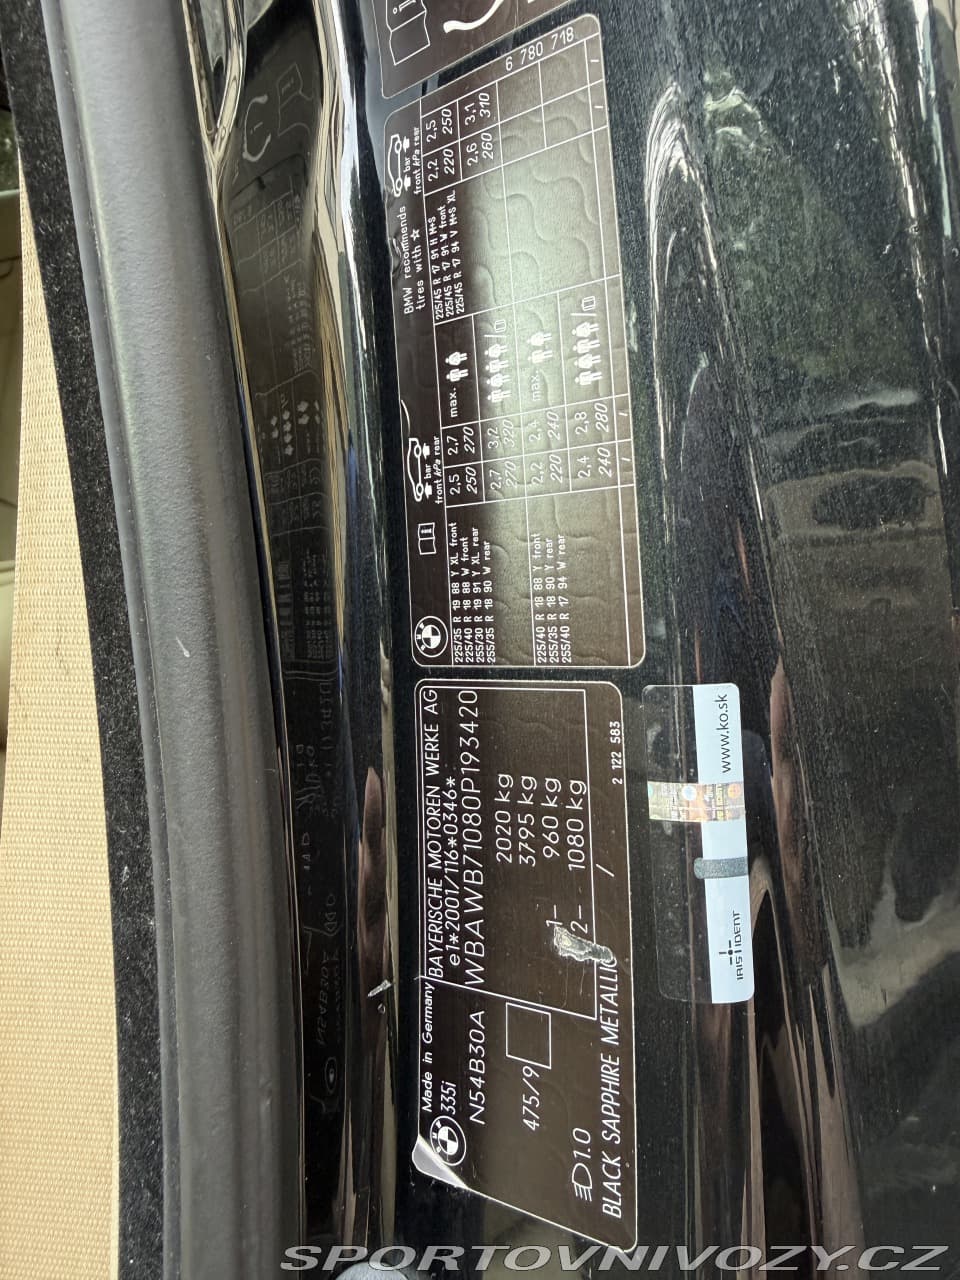 Made in Germany
BAYERISCHE MOTOREN WERKE AG
335i
e1*2001/116*0346*
N54B30A
WBAWB71080P193420
2020 kg
3795 kg
475/9
1- 960 kg
2- 1080 kg
1.0
/
BLACK SAPPHIRE METALLIC
2 122 583
bar
front kPa rear
BMW recommends
tires with ☆
bar
front kPa rear
225/35 R 19 88 Y XL front
225/40 R 18 88 W front
255/30 R 19 91 Y XL rear
255/35 R 18 90 W rear
2,5 2,7
250 270
max.
225/45 R 17 91 H M+S
225/45 R 17 91 W front
225/45 R 17 94 V M+S XL
2,2 2,5
220 250
2,7 3,2
270 320
2,6 3,1
260 310
225/40 R 18 88 Y front
255/35 R 18 90 Y rear
255/40 R 17 94 W rear
2,2 2,4
220 240
max.
2,4 2,8
240 280
6 780 718
IRIS IDENT
www.ko.sk
SPORTOVNIVOZY.CZ